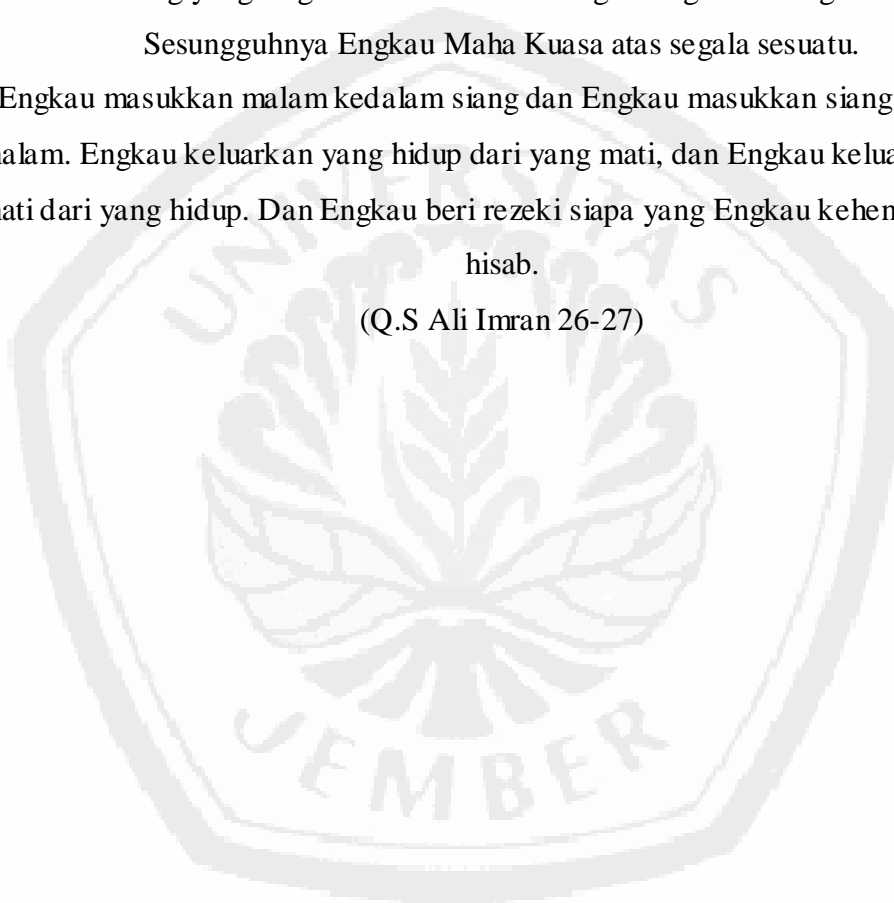 Sesungguhnya Engkau Maha Kuasa atas segala sesuatu.
Engkau masukkan malam kedalam siang dan Engkau masukkan siang
malam. Engkau keluarkan yang hidup dari yang mati, dan Engkau
dari yang hidup. Dan Engkau beri rezeki siapa yang Engkau
hisab.
(Q.S Ali Imran 26-27)
UNIVERSITAS
JEMBER